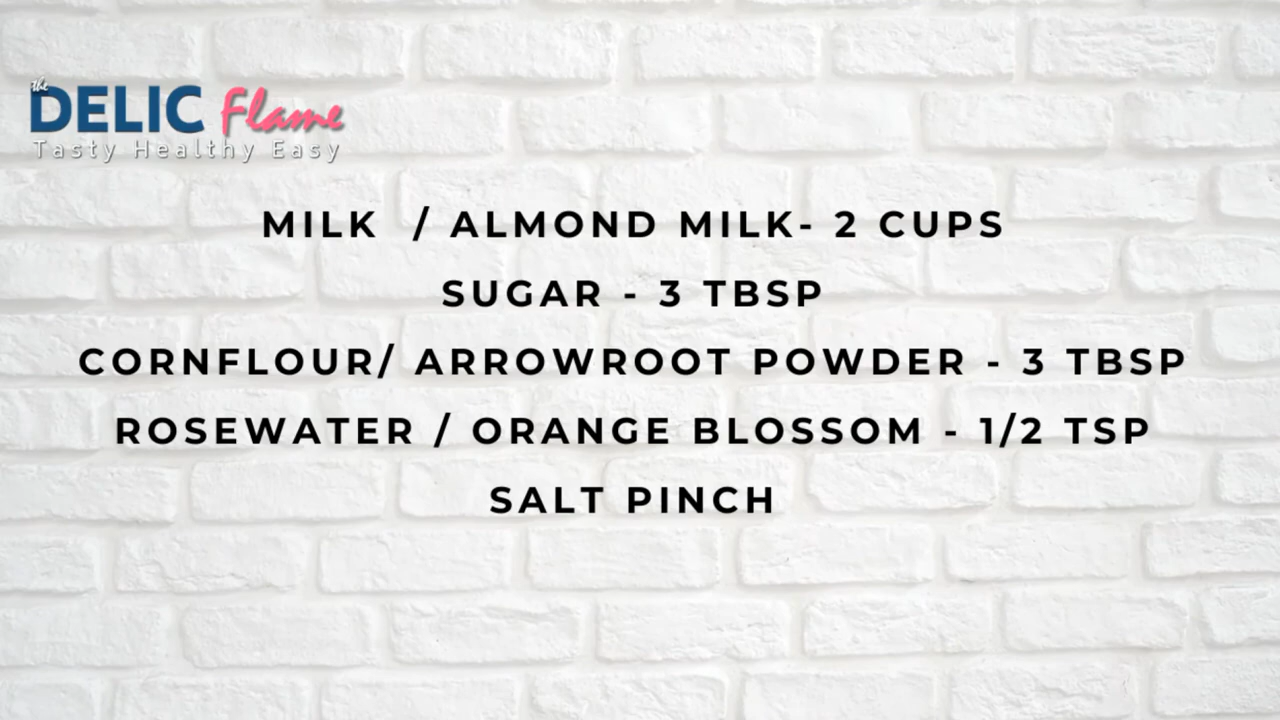 the
DELIC Flame
Tasty Healthy Easy
MILK / ALMOND MILK- 2 CUPS
SUGAR - 3 TBSP
CORNFLOUR/ ARROWROOT POWDER - 3 TBSP
ROSEWATER / ORANGE BLOSSOM - 1/2 TSP
SALT PINCH